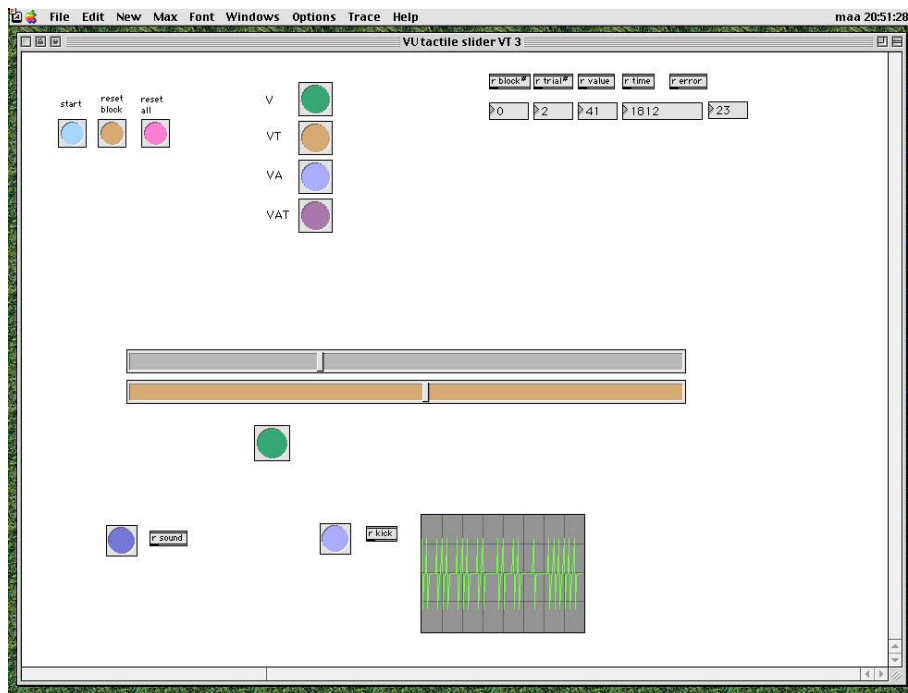 File Edit New Max Font Windows Options Trace Help maa 20:51:28
VU tactile slider VT 3
r block# r trial# r value r time r error
0 2 41 1812 23
start reset block reset all
V
VT
VA
VAT
r sound
r kick